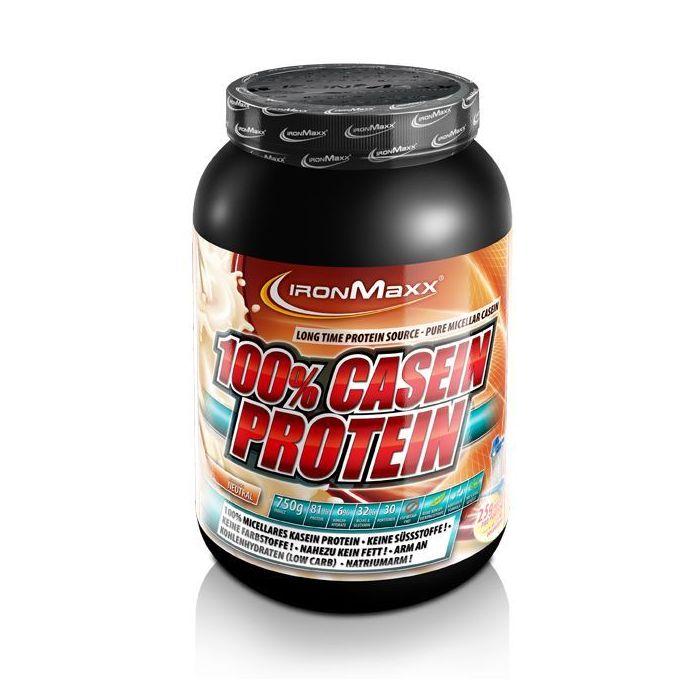 IRONMAXX
IRONMAXX
IRONMAXX
IRONMAXX
IRONMAXX®
LONG TIME PROTEIN SOURCE - PURE MICELLAR CASEIN
100% CASEIN
PROTEIN
NEUTRAL
750g 81% 6% 32% 30
PROTEIN
100% MICELLARES KASEIN PROTEIN • KEINE SÜSSSTOFFE! •
KEINE FARBSTOFFE! • NAHEZU KEIN FETT! • ARM AN
KOHLENHYDRATEN (LOW CARB) • NATRIUMARM!